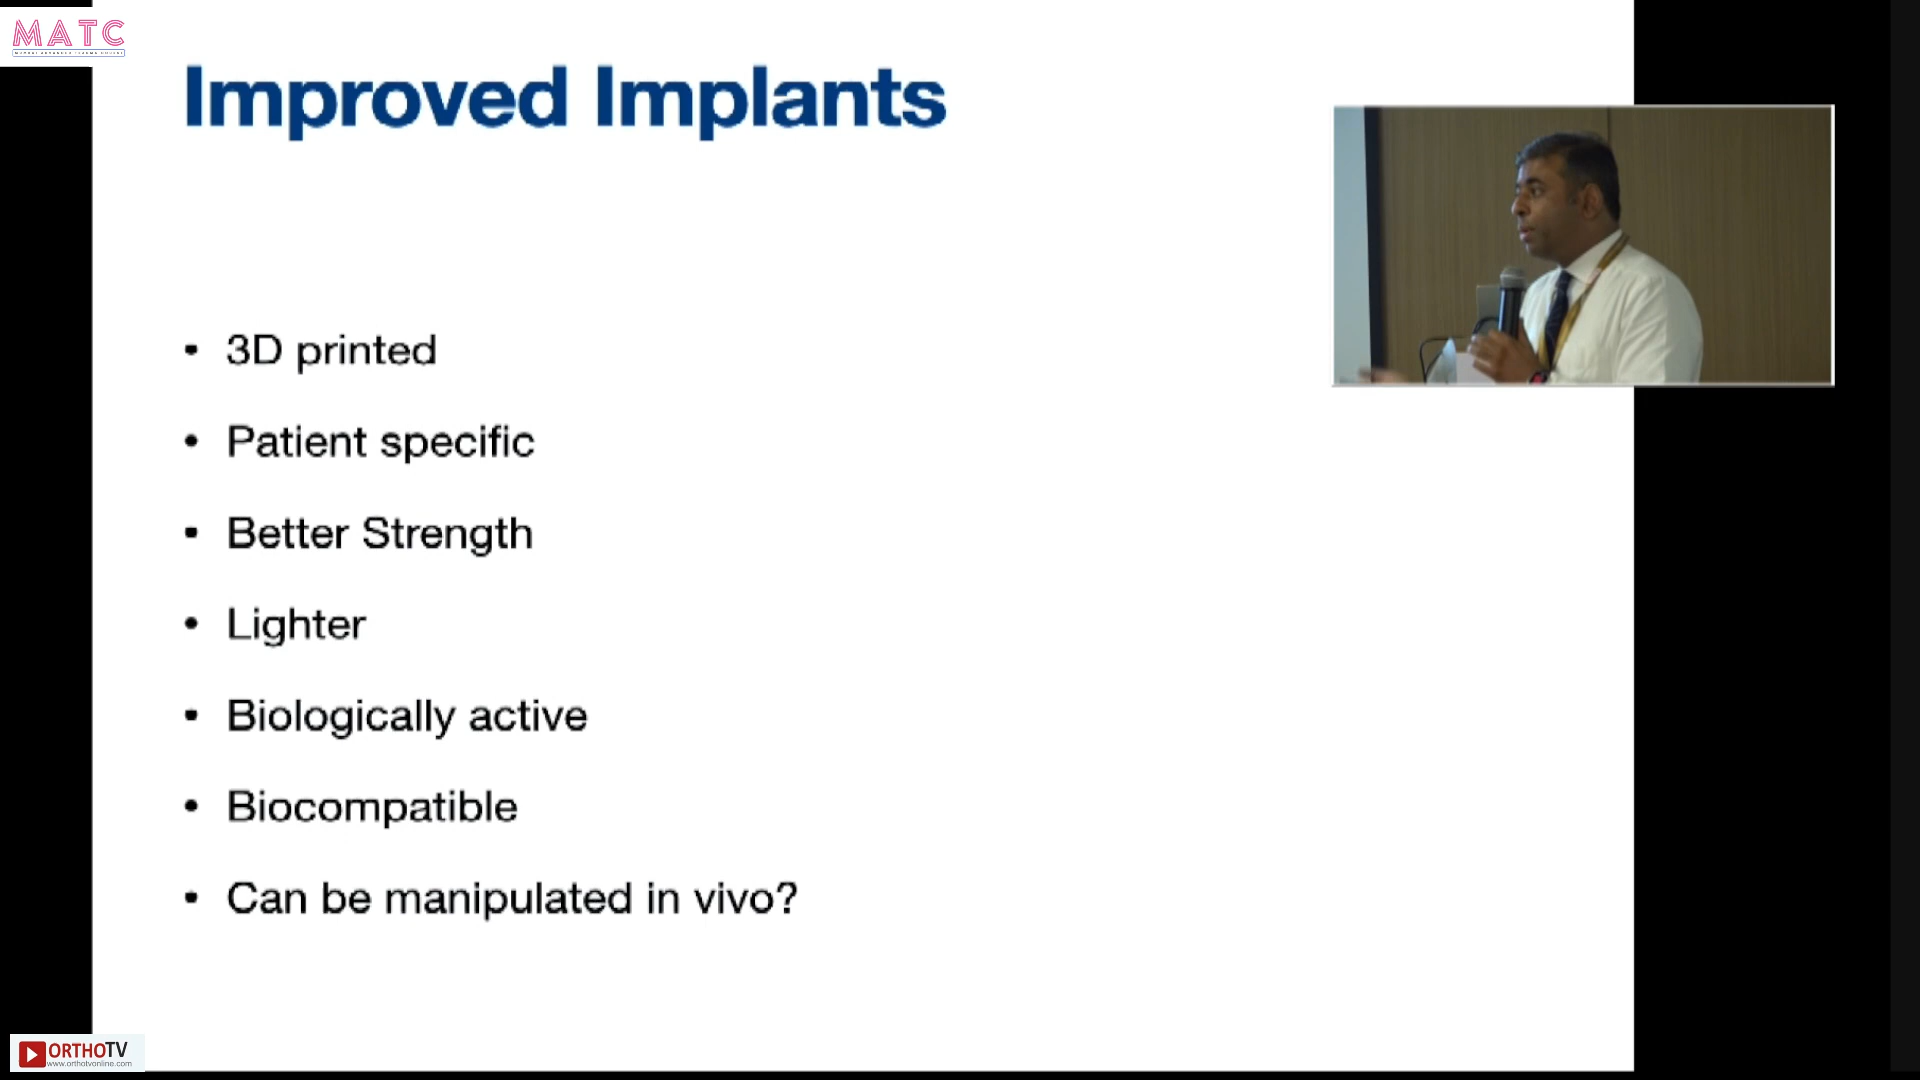 MATC
Improved Implants
• 3D printed
• Patient specific
• Better Strength
• Lighter
• Biologically active
• Biocompatible
• Can be manipulated in vivo?
ORTHOTV
www.orthotvonline.com